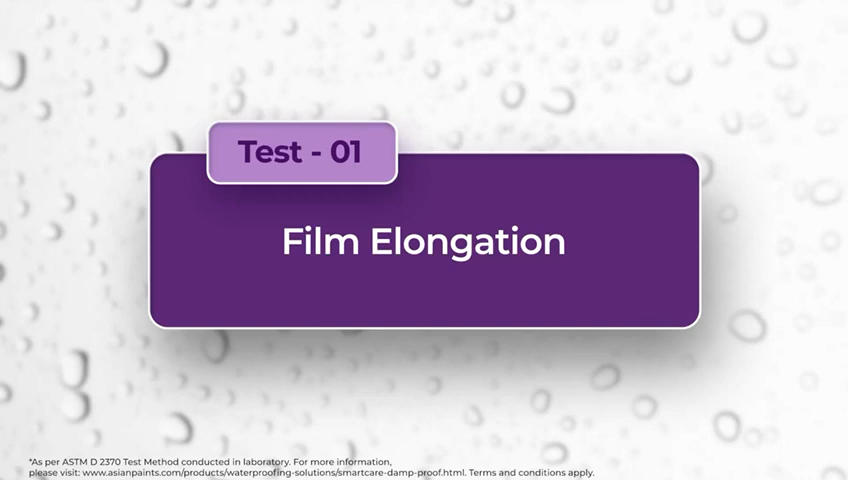 Test - 01
Film Elongation
*As per ASTM D 2370 Test Method conducted in laboratory. For more information,
please visit: www.asianpaints.com/products/waterproofing-solutions/smartcare-damp-proof.html. Terms and conditions apply.